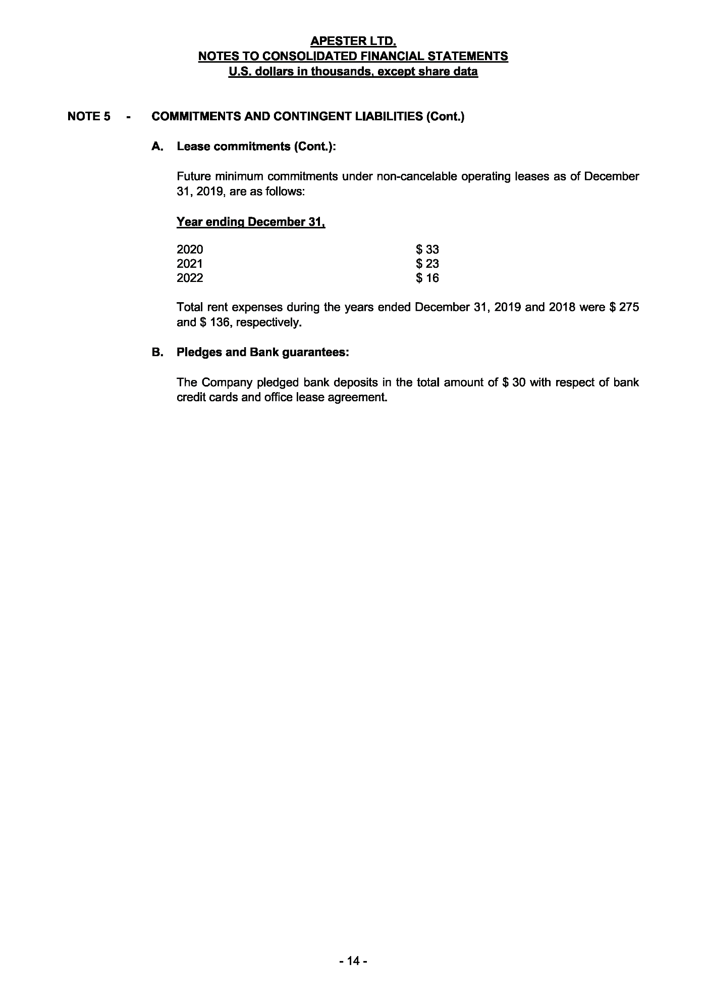 APESTER LTD.
NOTES TO CONSOLIDATED FINANCIAL STATEMENTS
U.S. dollars in thousands, except share data
NOTE 5 - COMMITMENTS AND CONTINGENT LIABILITIES (Cont.)
A. Lease commitments (Cont.):
Future minimum commitments under non-cancelable operating leases as of December
31, 2019, are as follows:
Year ending December 31,
2020 $ 33
2021 $ 23
2022 $ 16
Total rent expenses during the years ended December 31, 2019 and 2018 were $ 275
and $ 136, respectively.
B. Pledges and Bank guarantees:
The Company pledged bank deposits in the total amount of $ 30 with respect of bank
credit cards and office lease agreement.
- 14 -